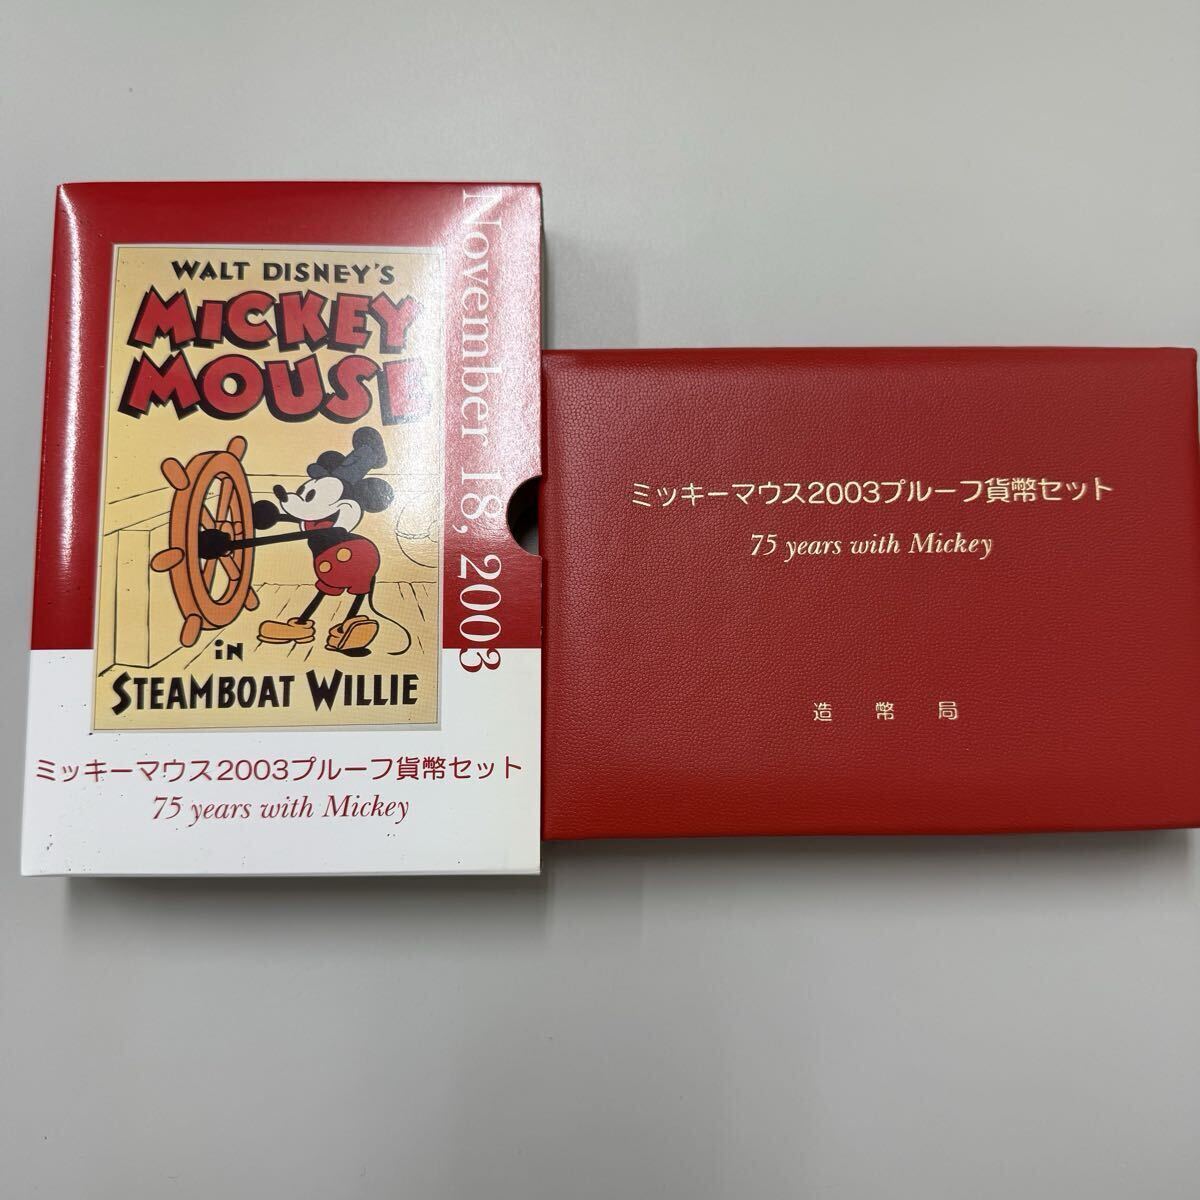 WALT DISNEY'S
MICKEY
MOUSE
iN
STEAMBOAT WILLIE
November 18, 2003
ミッキーマウス2003プルーフ貨幣セット
75 years with Mickey
ミッキーマウス2003プルーフ貨幣セット
75 years with Mickey
造幣局